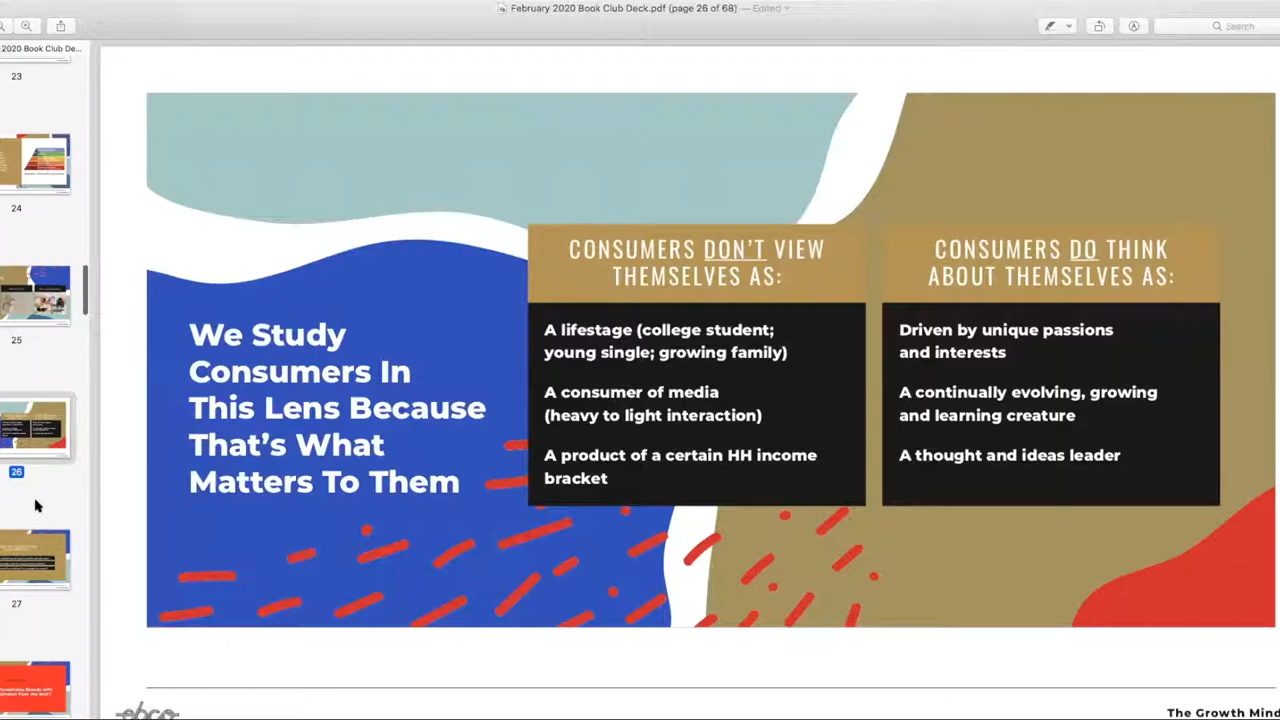 February 2020 Book Club Deck.pdf (page 26 of 68) — Edited
Search
2020 Book Club De...
23
24
25
26
27
We Study
Consumers In
This Lens Because
That's What
Matters To Them
CONSUMERS DON'T VIEW
THEMSELVES AS:
A lifestage (college student;
young single; growing family)
A consumer of media
(heavy to light interaction)
A product of a certain HH income
bracket
CONSUMERS DO THINK
ABOUT THEMSELVES AS:
Driven by unique passions
and interests
A continually evolving, growing
and learning creature
A thought and ideas leader
ebco
The Growth Mind